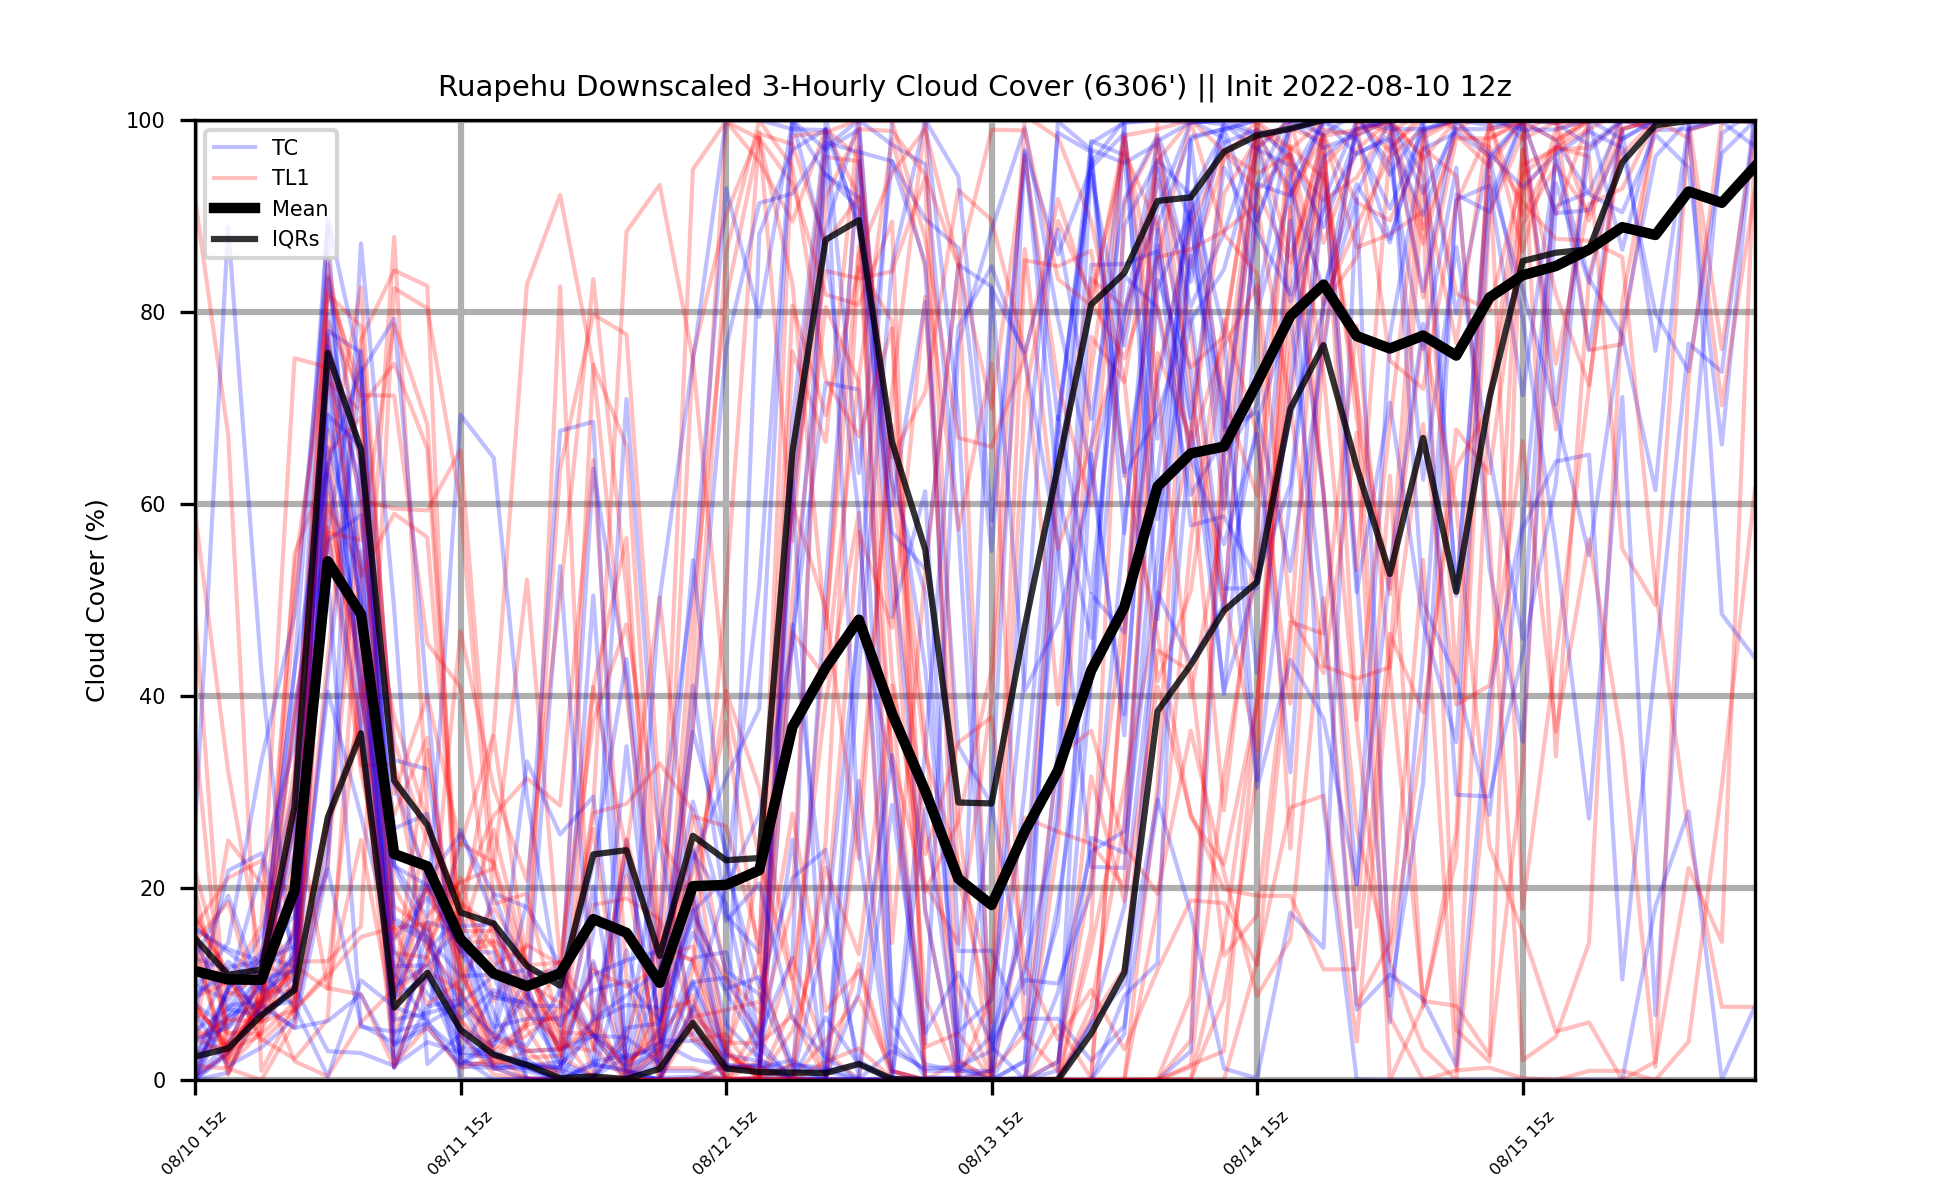 Ruapehu Downscaled 3-Hourly Cloud Cover (6306') || Init 2022-08-10 12z
100
80
60
40
20
0
Cloud Cover (%)
TC
TL1
Mean
IQRs
08/10 15z
08/11 15z
08/12 15z
08/13 15z
08/14 15z
08/15 15z